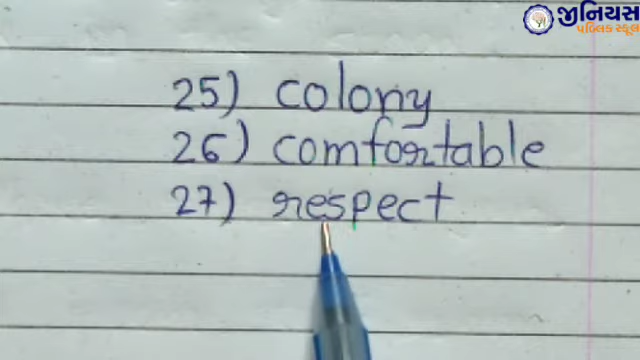 જીનિયસ
પબ્લિક સ્કૂલ
25) colony
26) comfortable
27) respect